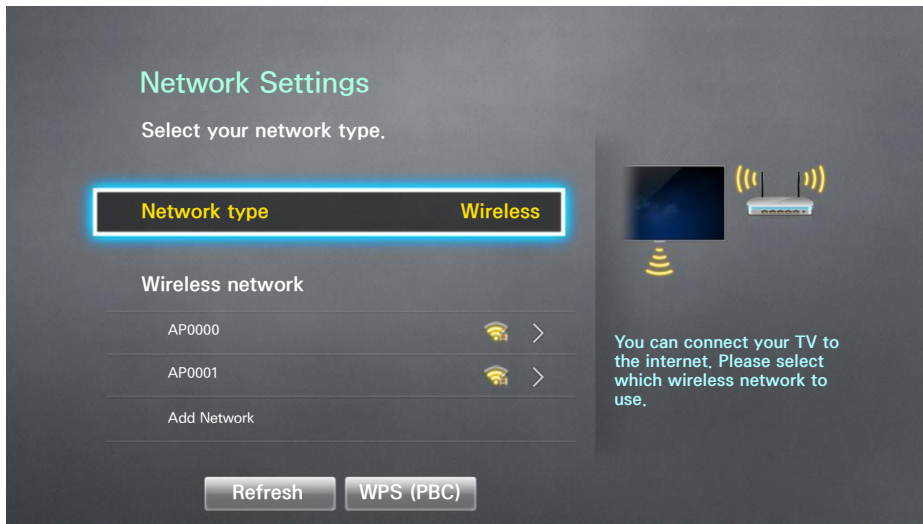 Network Settings
Select your network type.
Network type Wireless
Wireless network
AP0000
AP0001
Add Network
You can connect your TV to
the internet. Please select
which wireless network to
use.
Refresh WPS (PBC)